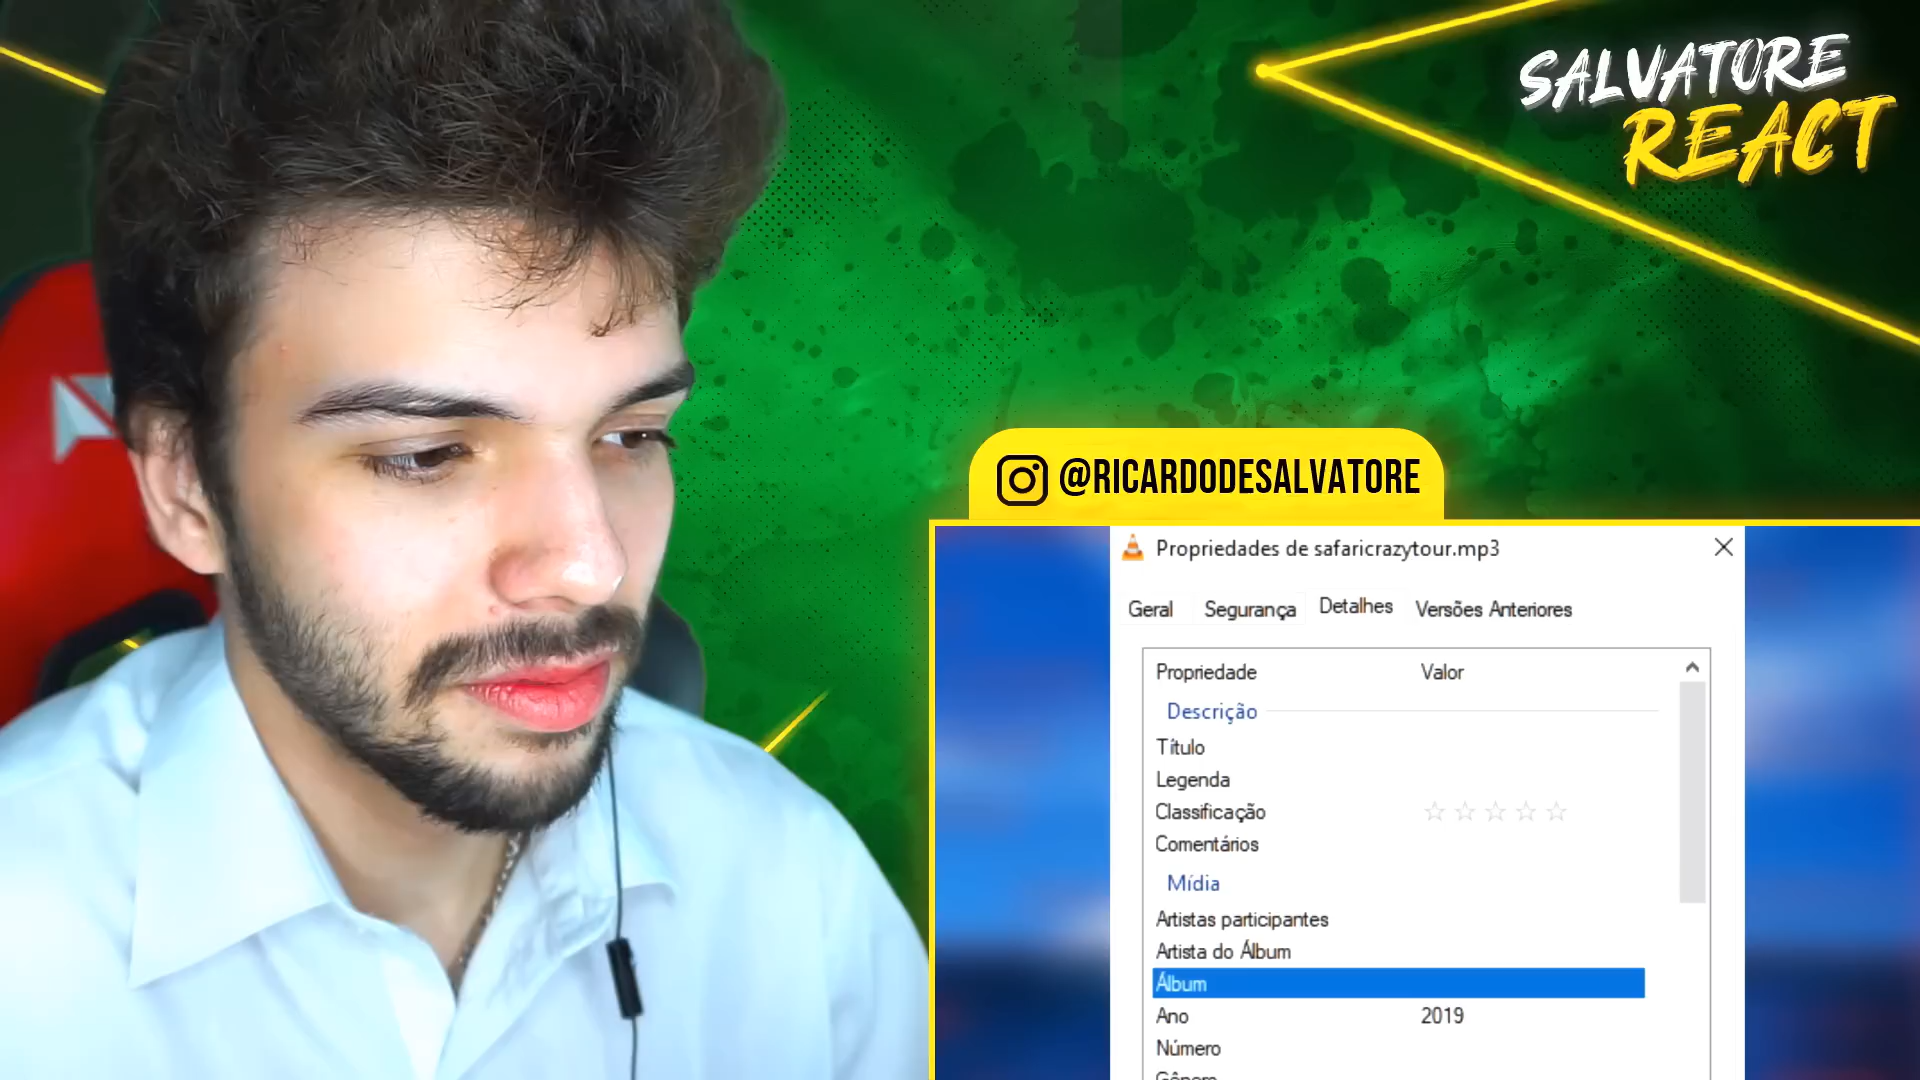 SALVATORE
REACT
@RICARDODESALVATORE
Propriedades de safaricrazytour.mp3
Geral Segurança Detalhes Versões Anteriores
Propriedade Valor
Descrição
Título
Legenda
Classificação
Comentários
Mídia
Artistas participantes
Artista do Álbum
Álbum
Ano 2019
Número
Gênero